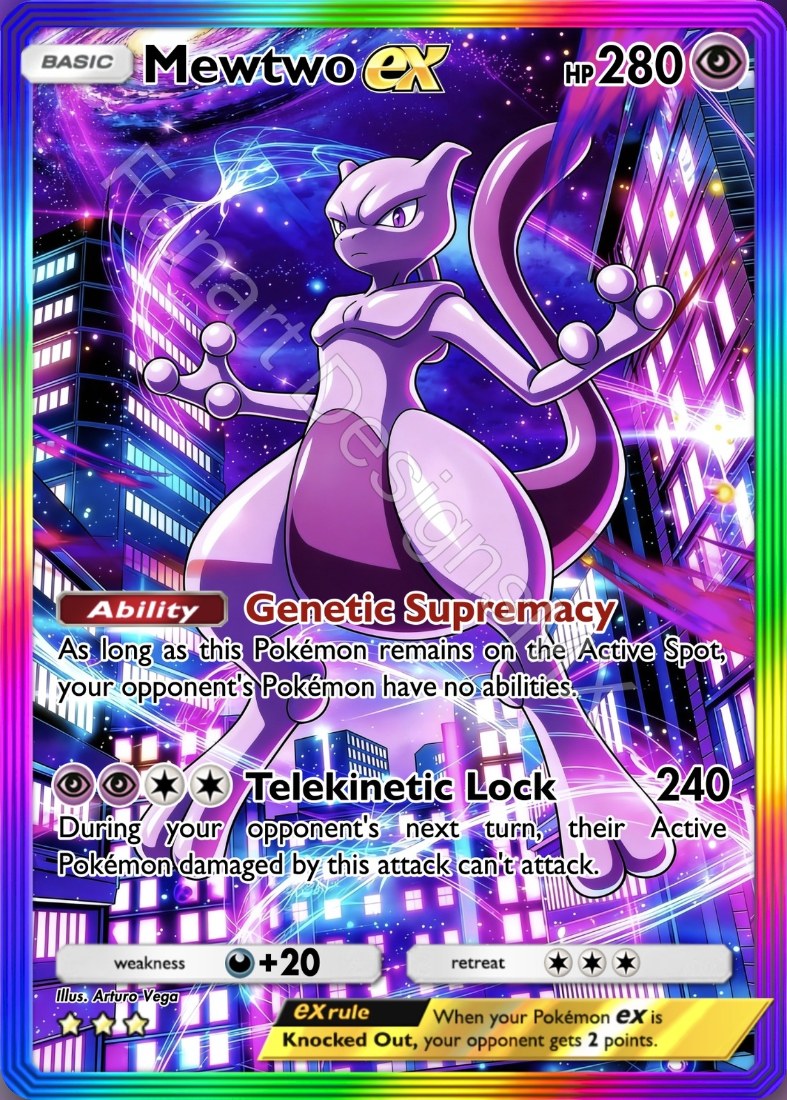 BASIC Mewtwo ex HP 280
Fanart Designs
Ability Genetic Supremacy
As long as this Pokémon remains on the Active Spot,
your opponent's Pokémon have no abilities.
Telekinetic Lock 240
During your opponent's next turn, their Active
Pokémon damaged by this attack can't attack.
weakness +20 retreat
Illus. Arturo Vega
ex rule When your Pokémon ex is
Knocked Out, your opponent gets 2 points.